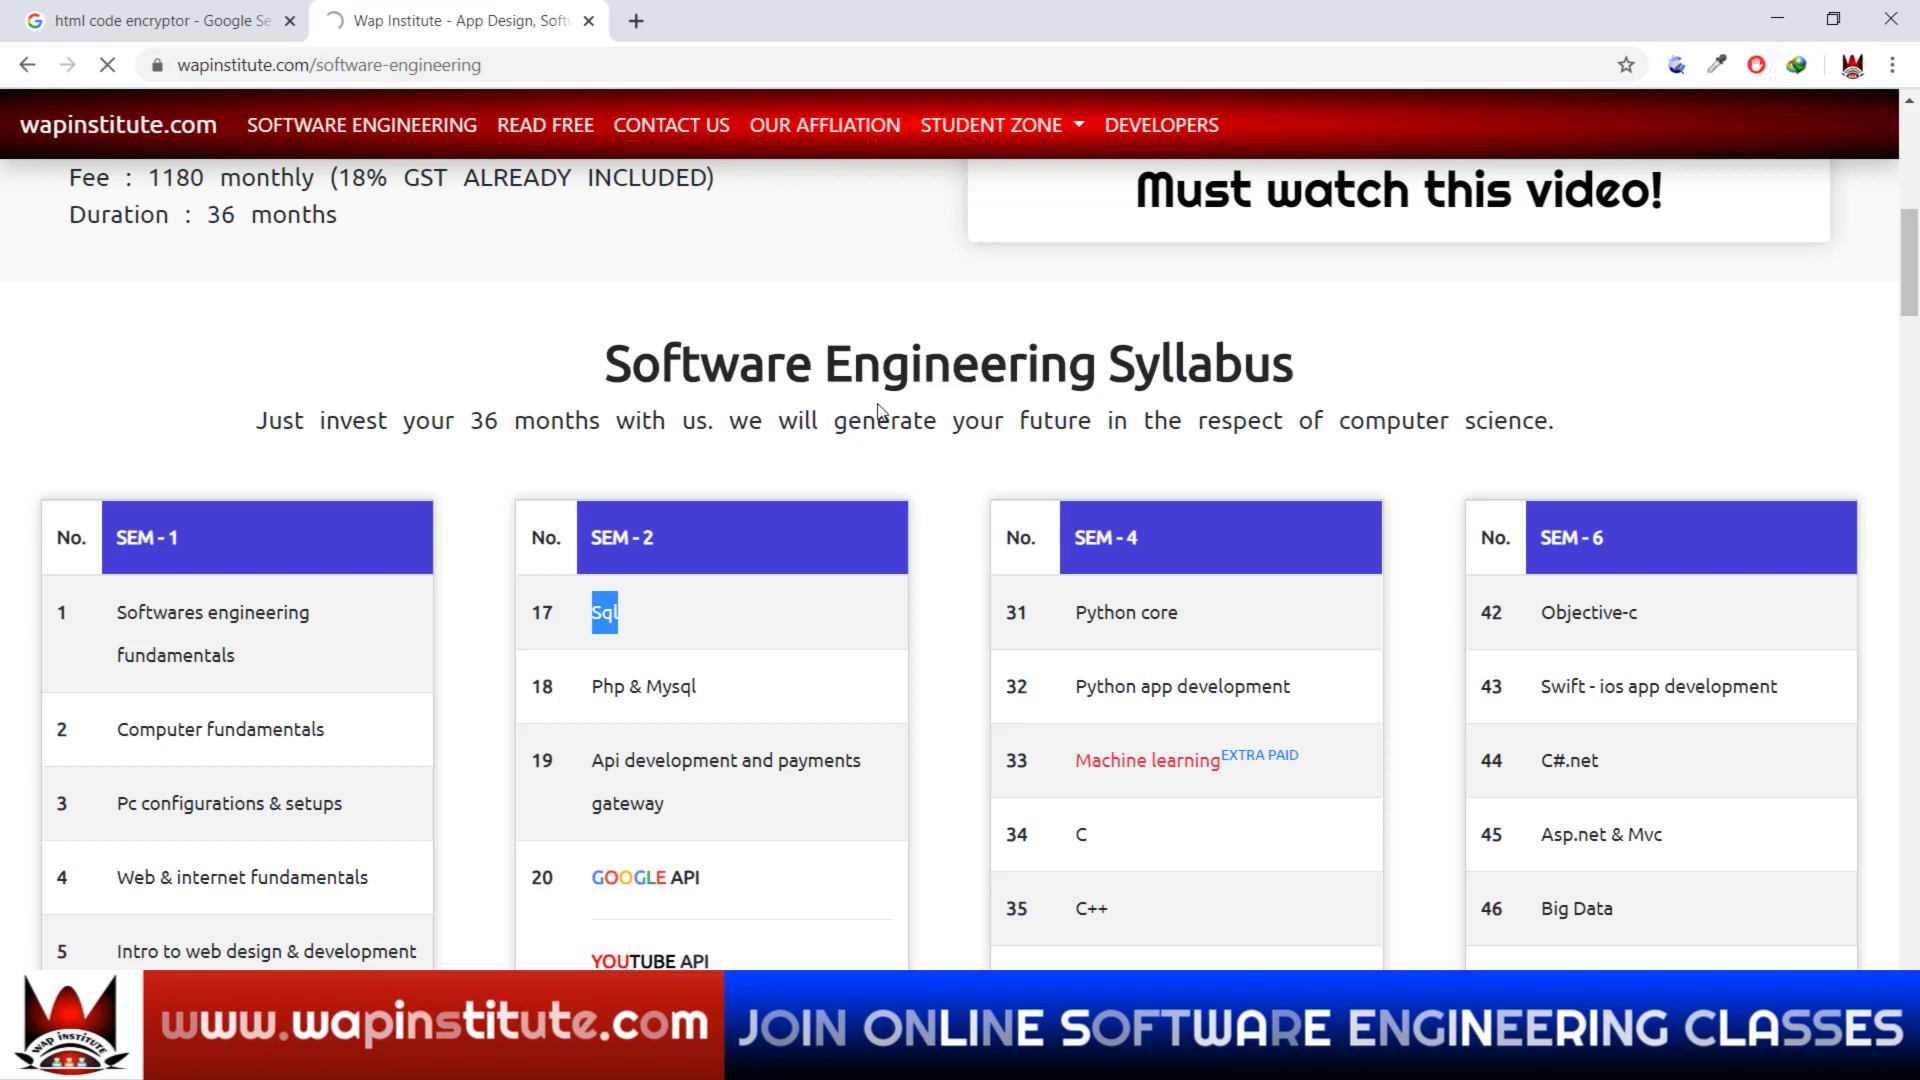 html code encryptor - Google Se
Wap Institute - App Design, Soft
wapinstitute.com/software-engineering
wapinstitute.com
SOFTWARE ENGINEERING
READ FREE
CONTACT US
OUR AFFLIATION
STUDENT ZONE
DEVELOPERS
Fee : 1180 monthly (18% GST ALREADY INCLUDED)
Duration : 36 months
Must watch this video!
Software Engineering Syllabus
Just invest your 36 months with us. we will generate your future in the respect of computer science.
No. SEM - 1
1 Softwares engineering
fundamentals
2 Computer fundamentals
3 Pc configurations & setups
4 Web & internet fundamentals
5 Intro to web design & development
No. SEM - 2
17 Sql
18 Php & Mysql
19 Api development and payments
gateway
20 GOOGLE API
YOUTUBE API
No. SEM - 4
31 Python core
32 Python app development
33 Machine learning EXTRA PAID
34 C
35 C++
No. SEM - 6
42 Objective-c
43 Swift - ios app development
44 C#.net
45 Asp.net & Mvc
46 Big Data
WAP INSTITUTE
www.wapinstitute.com
JOIN ONLINE SOFTWARE ENGINEERING CLASSES